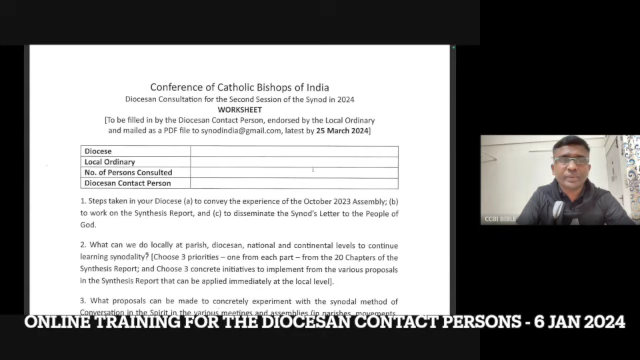 Conference of Catholic Bishops of India
Diocesan Consultation for the Second Session of the Synod in 2024
WORKSHEET
[To be filled in by the Diocesan Contact Person, endorsed by the Local Ordinary
and mailed as a PDF file to synodindia@gmail.com, latest by 25 March 2024]
Diocese
Local Ordinary
No. of Persons Consulted
Diocesan Contact Person
1. Steps taken in your Diocese (a) to convey the experience of the October 2023 Assembly; (b)
to work on the Synthesis Report, and (c) to disseminate the Synod's Letter to the People of
God.
2. What can we do locally at parish, diocesan, national and continental levels to continue
learning synodality? [Choose 3 priorities – one from each part – from the 20 Chapters of the
Synthesis Report; and Choose 3 concrete initiatives to implement from the various proposals
in the Synthesis Report that can be applied immediately at the local level].
3. What proposals can be made to concretely experiment with the synodal method of
Conversation in the Spirit in the various meetings and assemblies (in parishes, movements,
CCBI BIBLE
ONLINE TRAINING FOR THE DIOCESAN CONTACT PERSONS - 6 JAN 2024